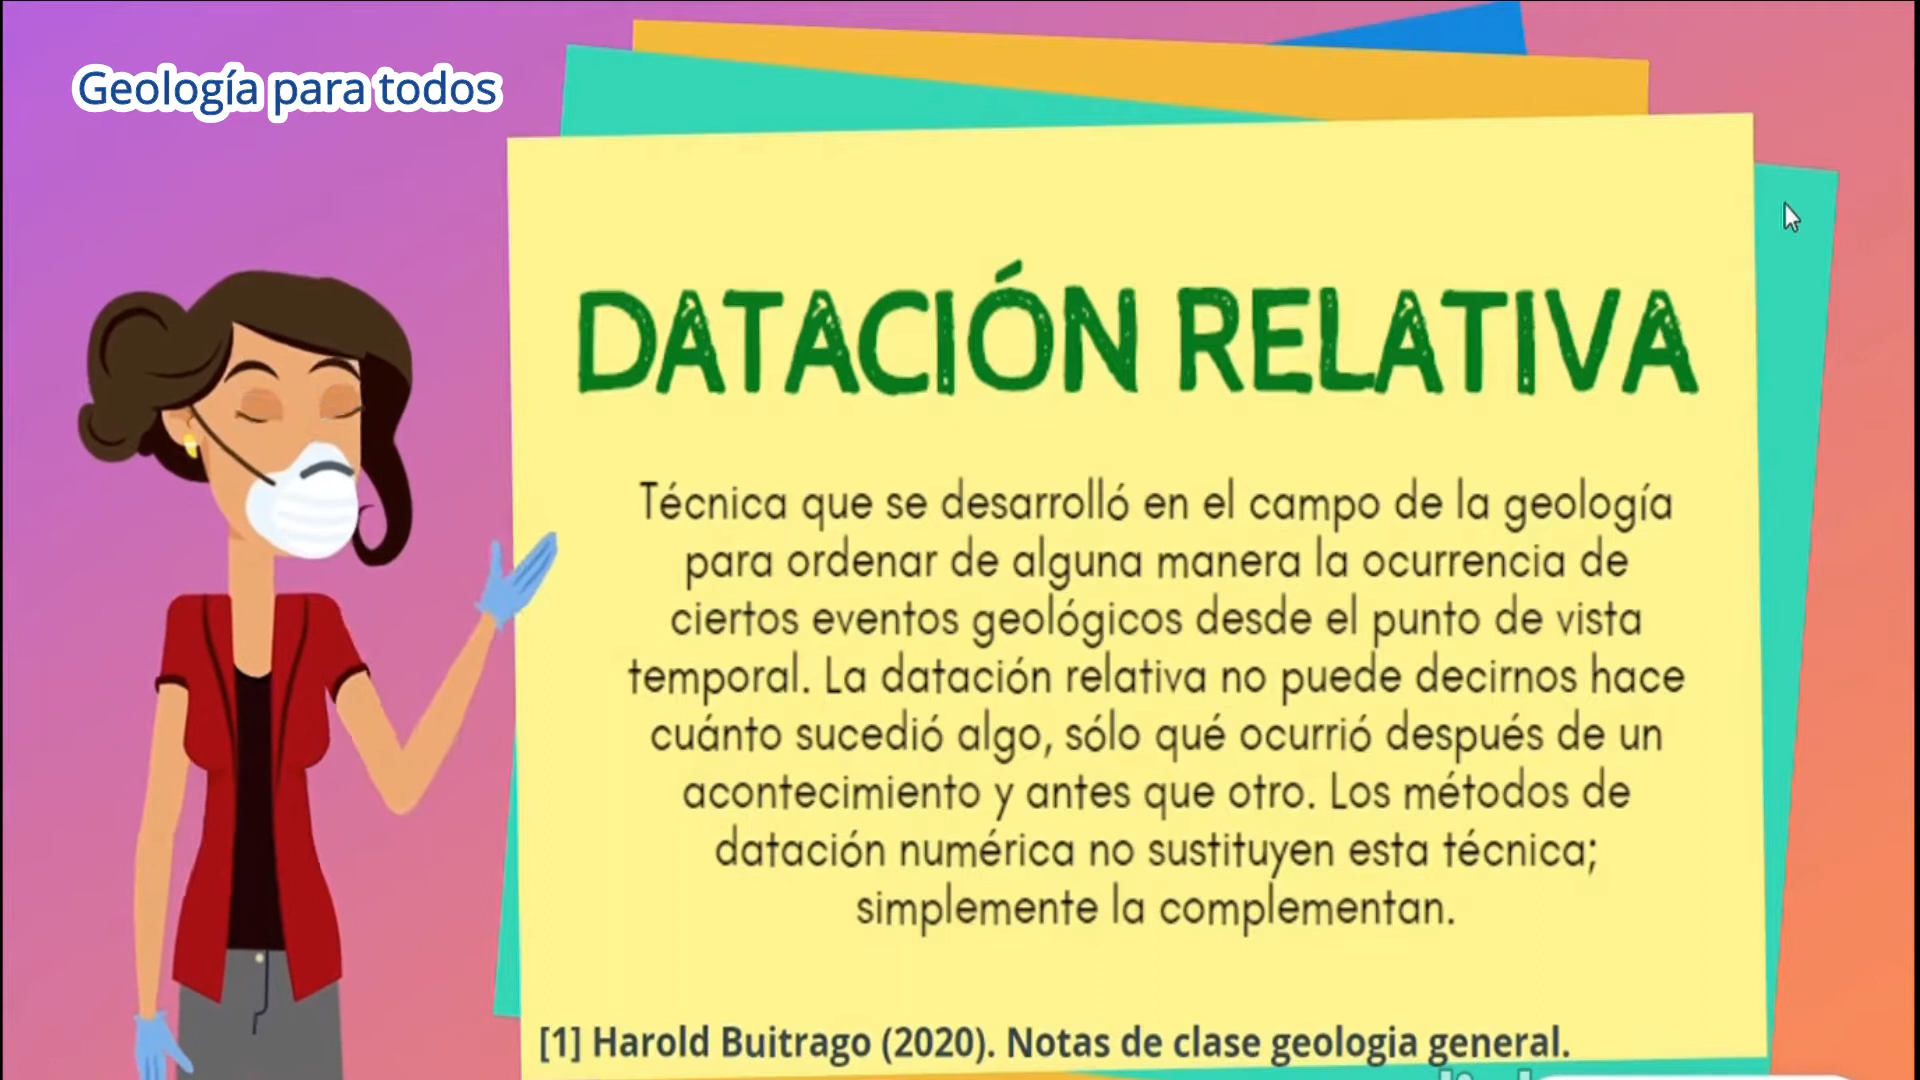 Geología para todos
DATACIÓN RELATIVA
Técnica que se desarrolló en el campo de la geología
para ordenar de alguna manera la ocurrencia de
ciertos eventos geológicos desde el punto de vista
temporal. La datación relativa no puede decirnos hace
cuánto sucedió algo, sólo qué ocurrió después de un
acontecimiento y antes que otro. Los métodos de
datación numérica no sustituyen esta técnica;
simplemente la complementan.
[1] Harold Buitrago (2020). Notas de clase geologia general.